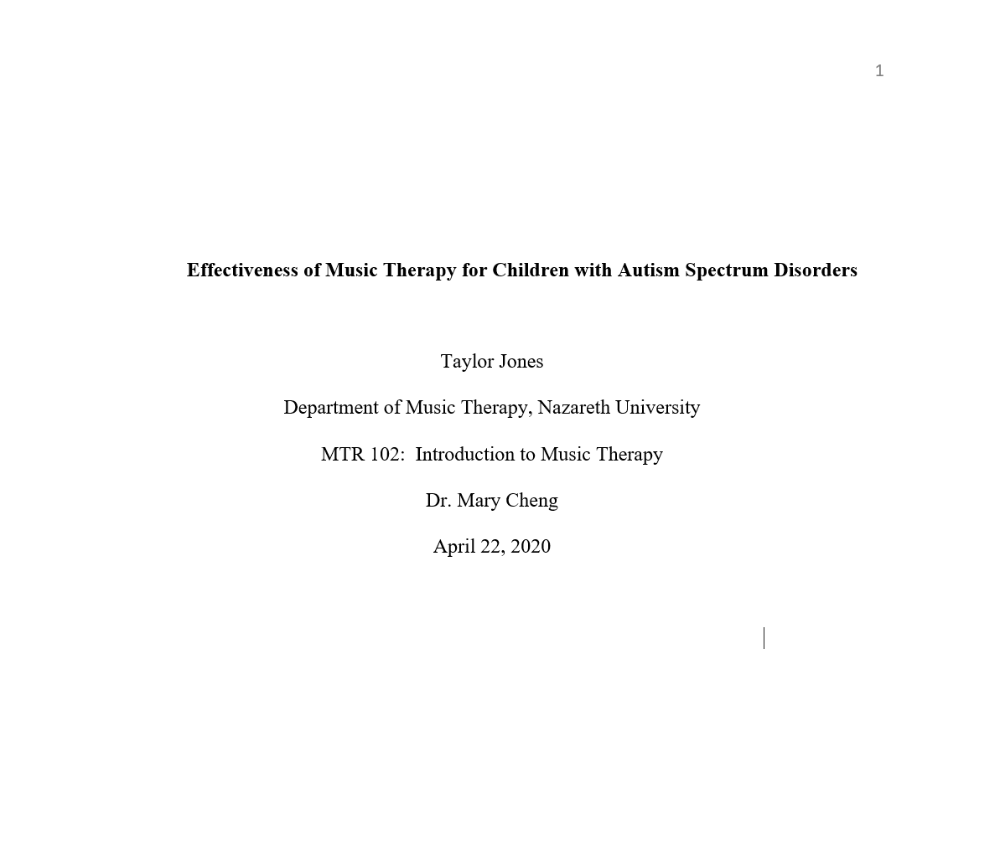 1
Effectiveness of Music Therapy for Children with Autism Spectrum Disorders
Taylor Jones
Department of Music Therapy, Nazareth University
MTR 102:  Introduction to Music Therapy
Dr. Mary Cheng
April 22, 2020